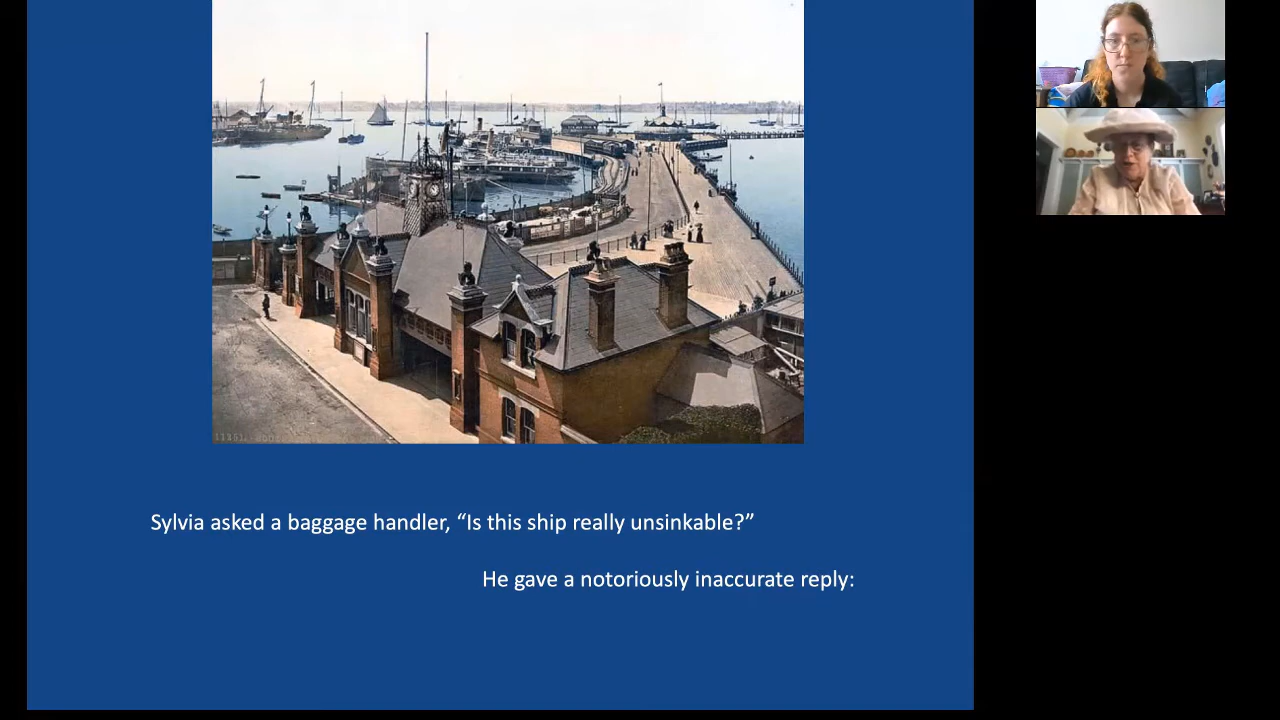 Sylvia asked a baggage handler, “Is this ship really unsinkable?”
He gave a notoriously inaccurate reply: